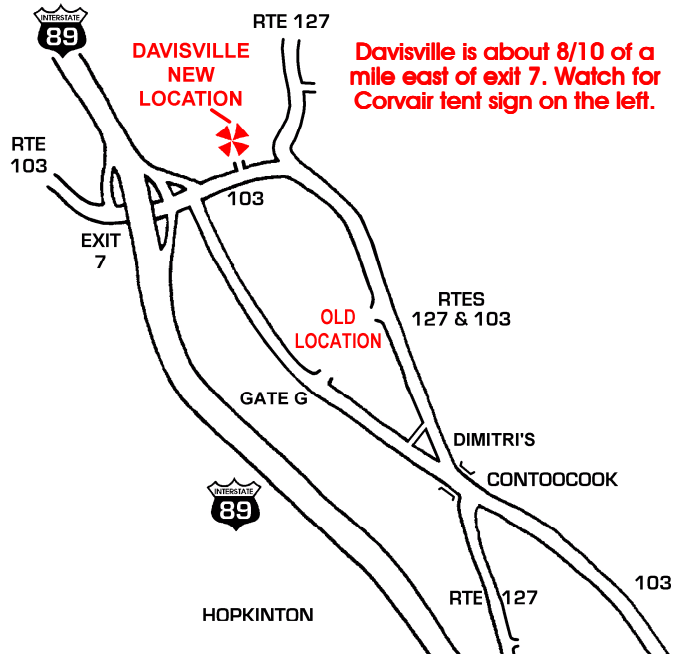 INTERSTATE
89
RTE 127
DAVISVILLE
NEW
LOCATION
Davisville is about 8/10 of a
mile east of exit 7. Watch for
Corvair tent sign on the left.
RTE
103
103
EXIT
7
OLD
LOCATION
RTES
127 & 103
GATE G
DIMITRI'S
CONTOOCOOK
INTERSTATE
89
103
RTE 127
HOPKINTON